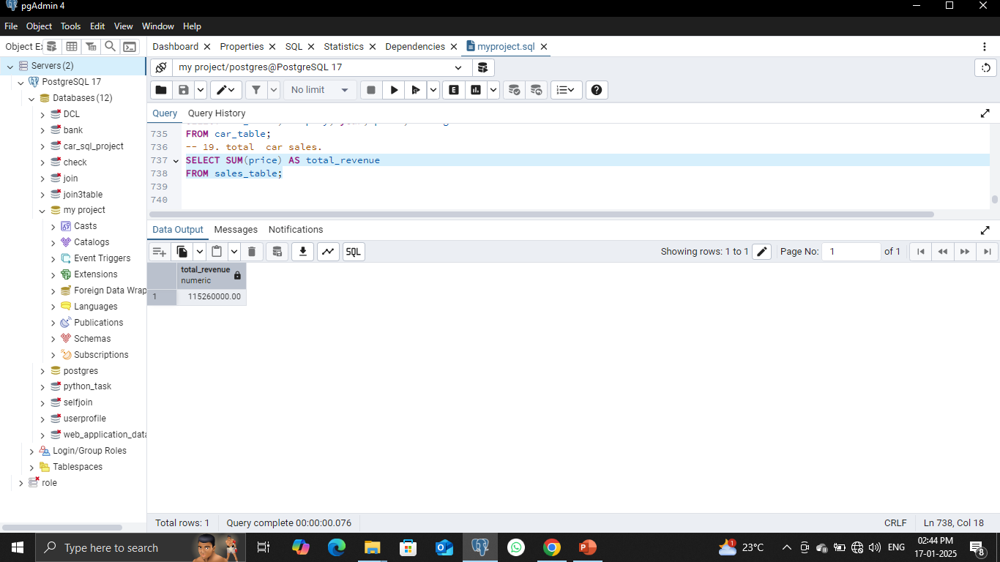 pgAdmin 4
File Object Tools Edit View Window Help
Object Ex
Dashboard Properties SQL Statistics Dependencies myproject.sql
Servers (2)
PostgreSQL 17
Databases (12)
DCL
bank
car_sql_project
check
join
join3table
my project
Casts
Catalogs
Event Triggers
Extensions
Foreign Data Wrap
Languages
Publications
Schemas
Subscriptions
postgres
python_task
selfjoin
userprofile
web_application_data
Login/Group Roles
Tablespaces
role
my project/postgres@PostgreSQL 17
No limit
E
Query Query History
735 FROM car_table;
736 -- 19. total  car sales.
737 SELECT SUM(price) AS total_revenue
738 FROM sales_table;
739
740
Data Output Messages Notifications
SQL
Showing rows: 1 to 1 Page No: 1 of 1
total_revenue
numeric
1 115260000.00
Total rows: 1 Query complete 00:00:00.076 CRLF Ln 738, Col 18
Type here to search
1 23°C ENG 02:44 PM
17-01-2025
8